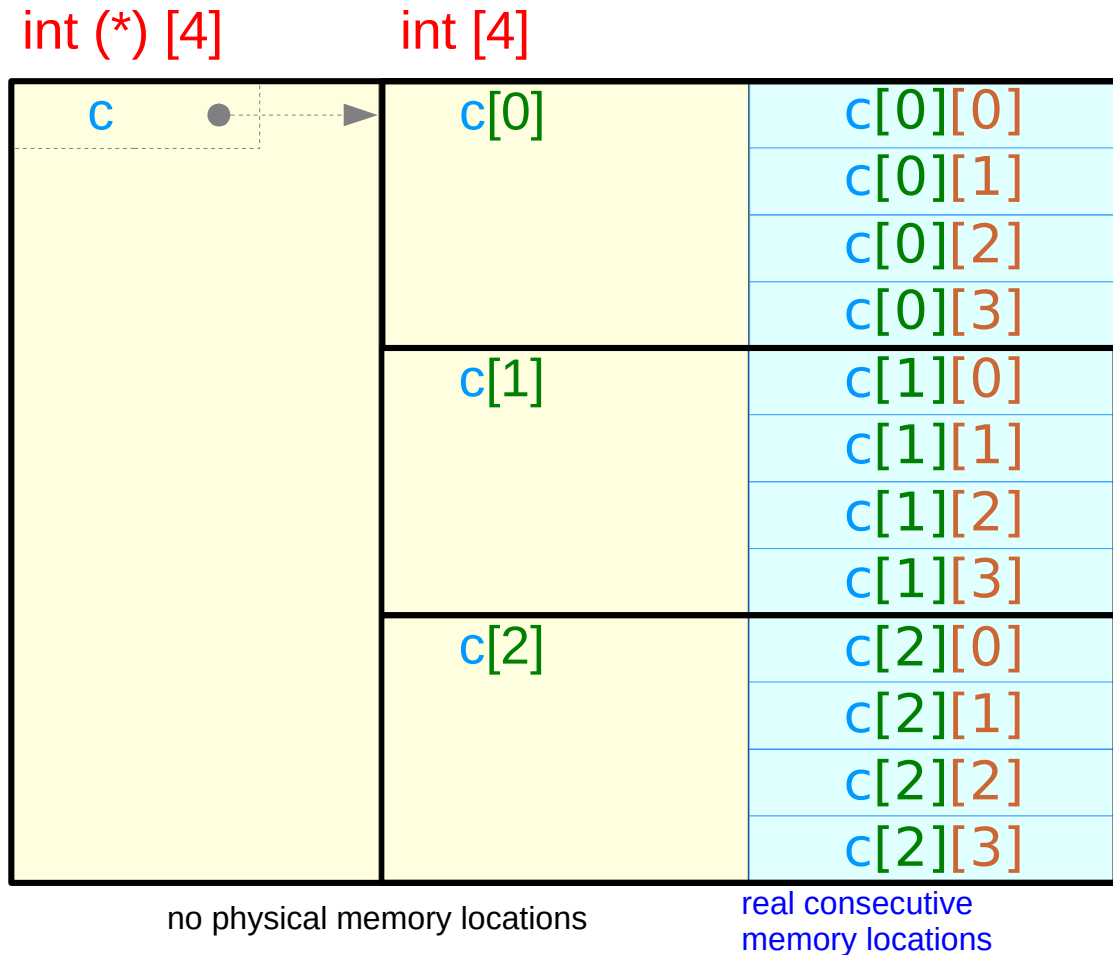 int (*) [4] int [4]
c c[0] c[0][0]
c[0][1]
c[0][2]
c[0][3]
c[1] c[1][0]
c[1][1]
c[1][2]
c[1][3]
c[2] c[2][0]
c[2][1]
c[2][2]
c[2][3]
no physical memory locations
real consecutive
memory locations